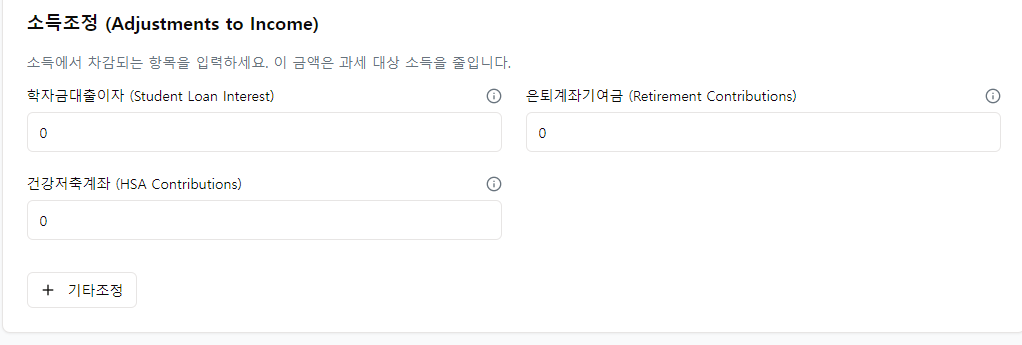 소득조정 (Adjustments to Income)
소득에서 차감되는 항목을 입력하세요. 이 금액은 과세 대상 소득을 줄입니다.
학자금대출이자 (Student Loan Interest)
은퇴계좌기여금 (Retirement Contributions)
0
0
건강저축계좌 (HSA Contributions)
0
+ 기타조정